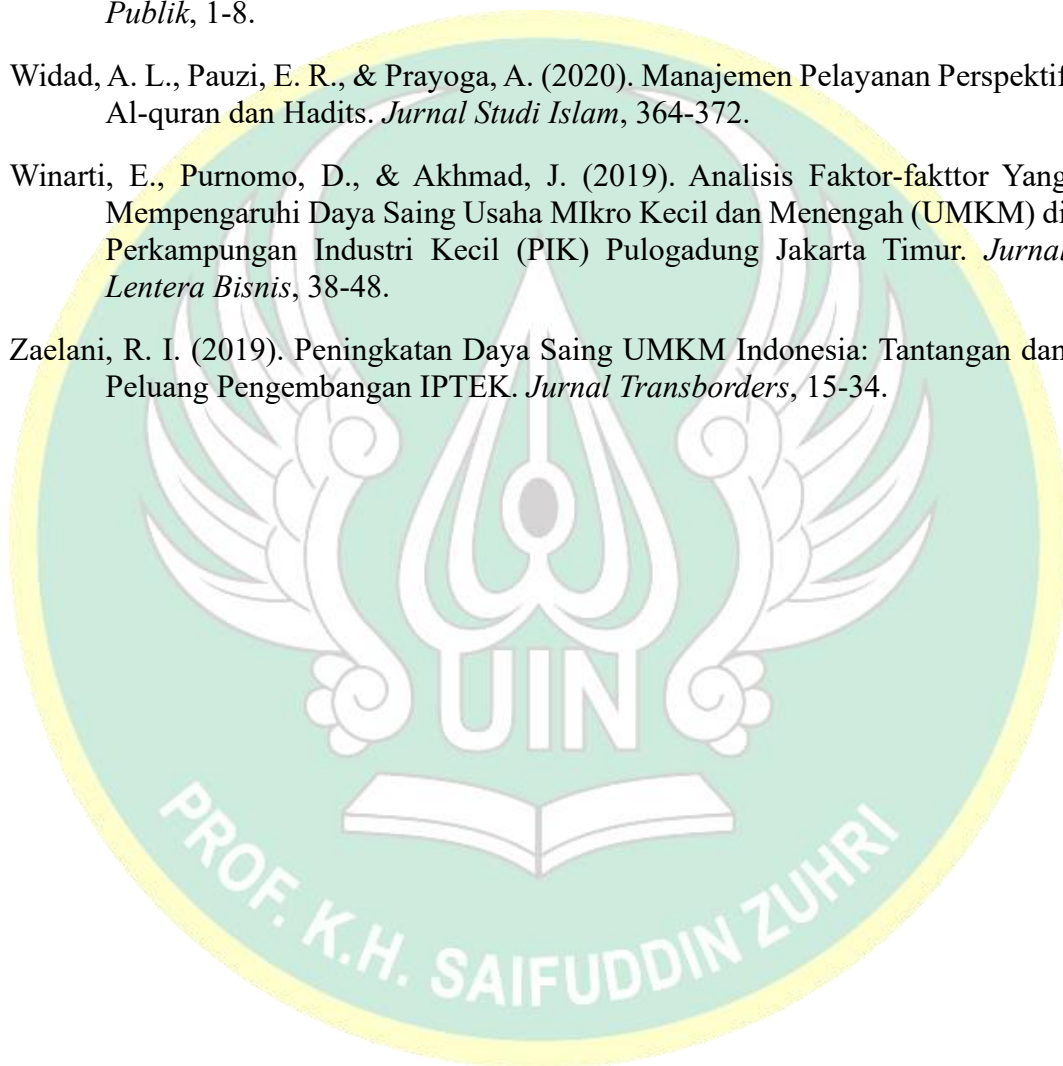 Publik, 1-8.
Widad, A. L., Pauzi, E. R., & Prayoga, A. (2020). Manajemen Pelayanan Perspektif
Al-quran dan Hadits. Jurnal Studi Islam, 364-372.
Winarti, E., Purnomo, D., & Akhmad, J. (2019). Analisis Faktor-fakttor Yang
Mempengaruhi Daya Saing Usaha MIkro Kecil dan Menengah (UMKM) di
Perkampungan Industri Kecil (PIK) Pulogadung Jakarta Timur. Jurnal
Lentera Bisnis, 38-48.
Zaelani, R. I. (2019). Peningkatan Daya Saing UMKM Indonesia: Tantangan dan
Peluang Pengembangan IPTEK. Jurnal Transborders, 15-34.
UIN
PROF. K.H. SAIFUDDIN ZUHRI